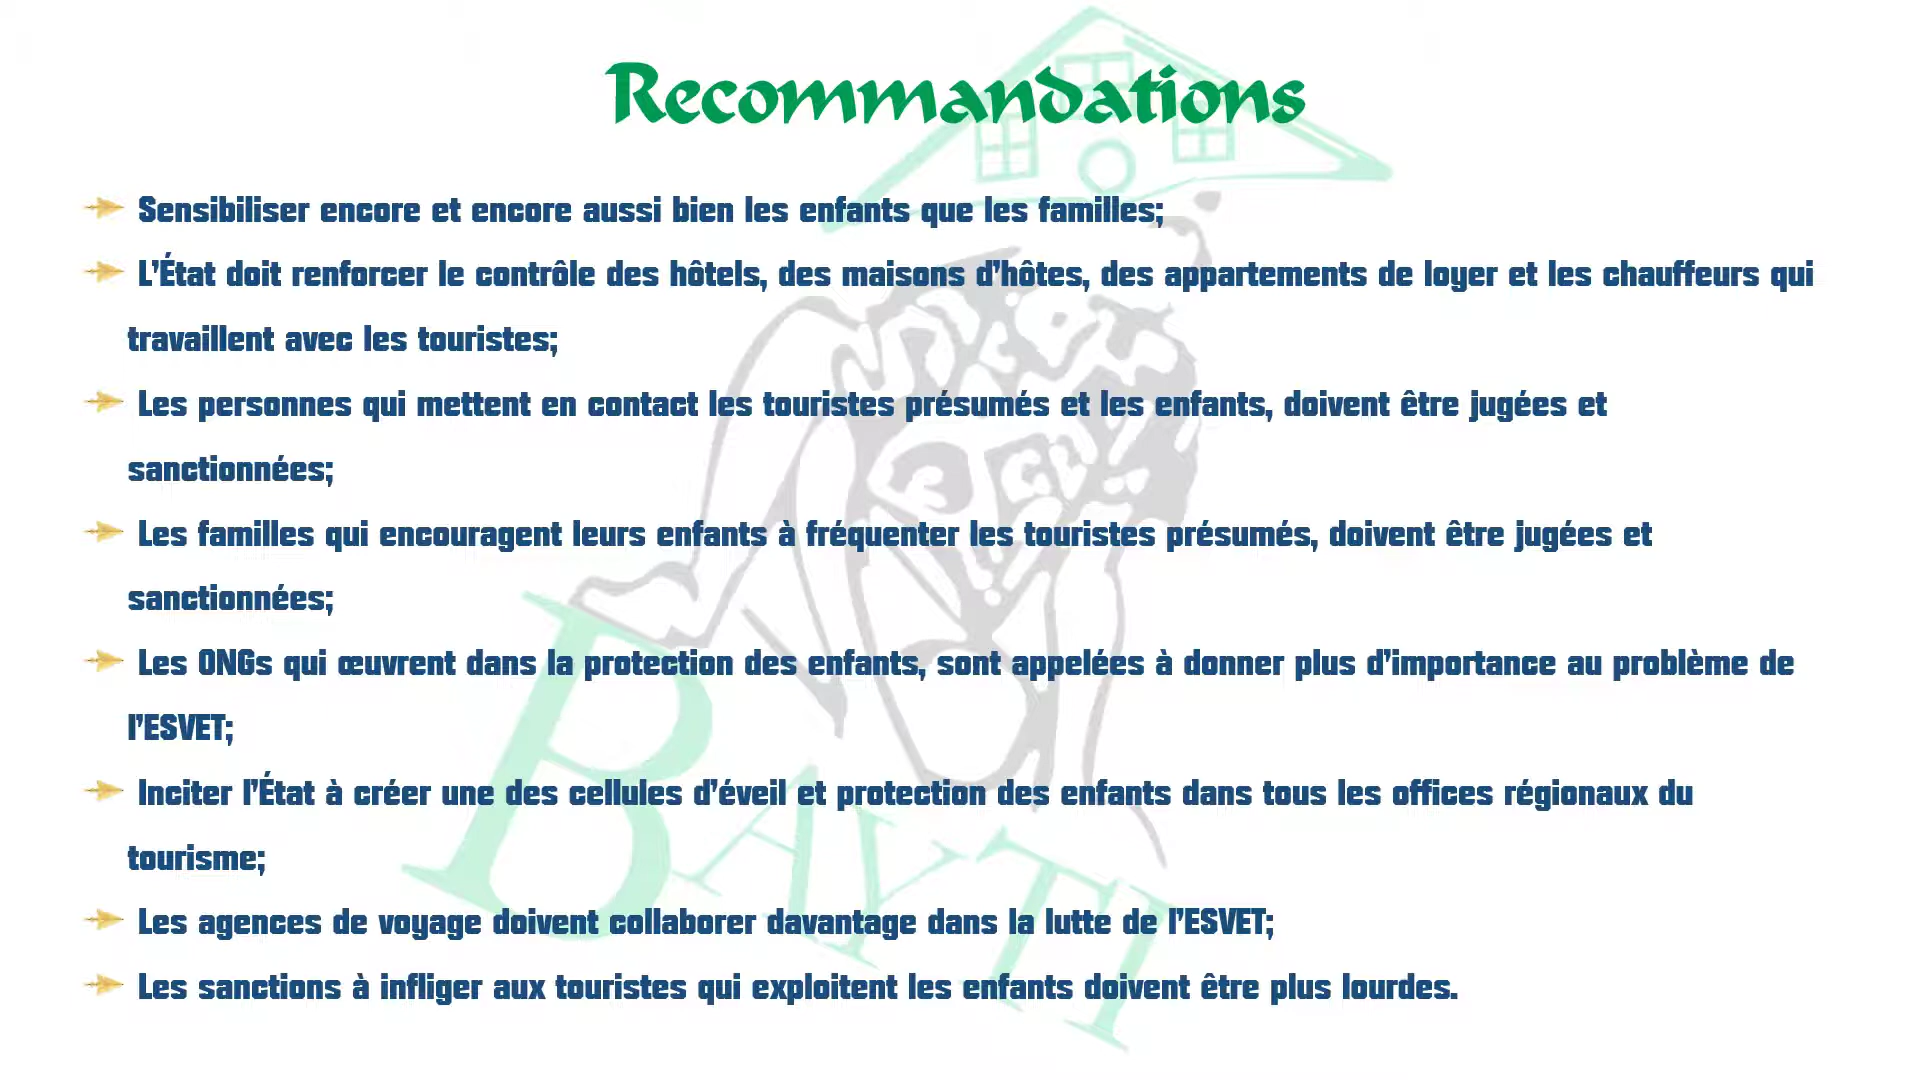 Recommandations
Sensibiliser encore et encore aussi bien les enfants que les familles;
L'État doit renforcer le contrôle des hôtels, des maisons d'hôtes, des appartements de loyer et les chauffeurs qui
travaillent avec les touristes;
Les personnes qui mettent en contact les touristes présumés et les enfants, doivent être jugées et
sanctionnées;
Les familles qui encouragent leurs enfants à fréquenter les touristes présumés, doivent être jugées et
sanctionnées;
Les ONGs qui œuvrent dans la protection des enfants, sont appelées à donner plus d'importance au problème de
l'ESVET;
Inciter l'État à créer une des cellules d'éveil et protection des enfants dans tous les offices régionaux du
tourisme;
Les agences de voyage doivent collaborer davantage dans la lutte de l'ESVET;
Les sanctions à infliger aux touristes qui exploitent les enfants doivent être plus lourdes.
BAYTI